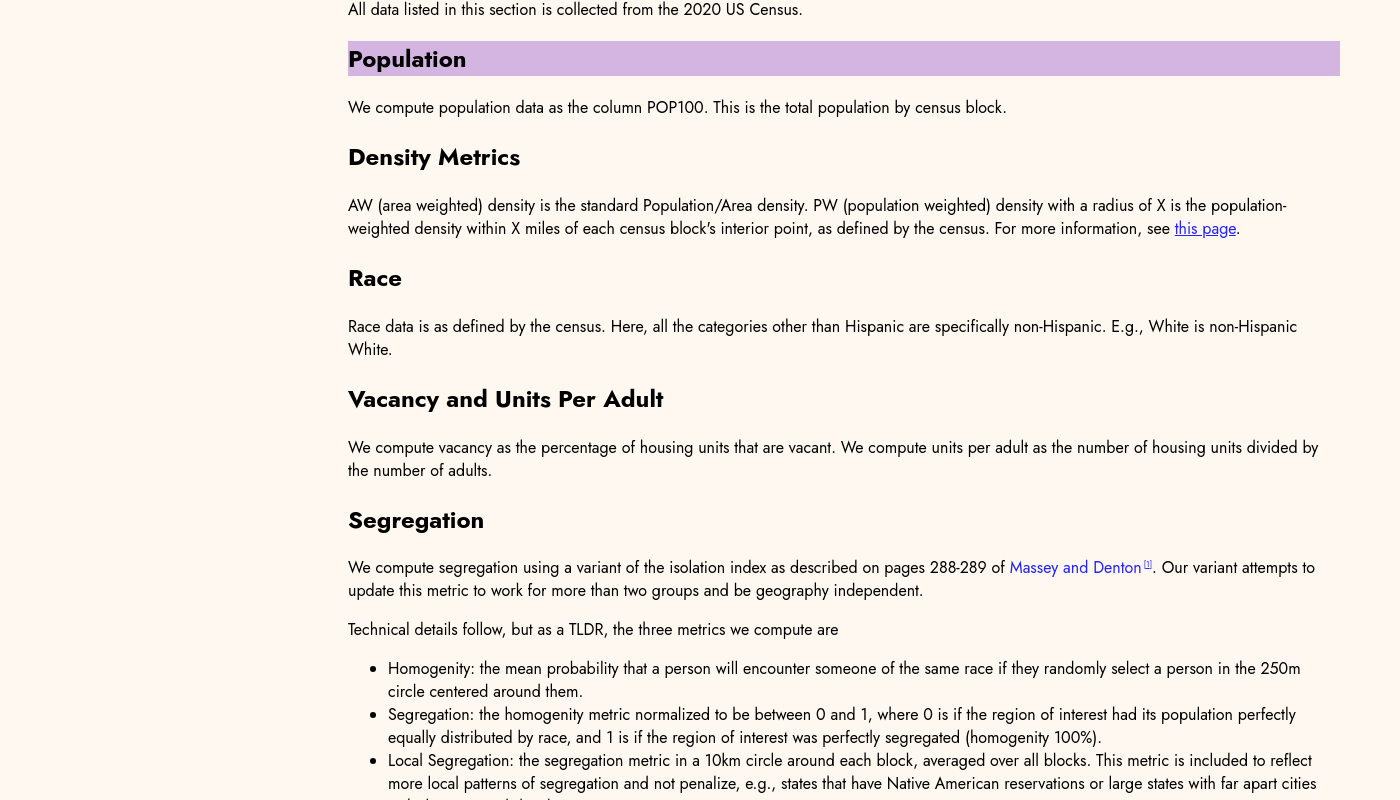 All data listed in this section is collected from the 2020 US Census.
Population
We compute population data as the column POP100. This is the total population by census block.
Density Metrics
AW (area weighted) density is the standard Population/Area density. PW (population weighted) density with a radius of X is the population-
weighted density within X miles of each census block's interior point, as defined by the census. For more information, see this page.
Race
Race data is as defined by the census. Here, all the categories other than Hispanic are specifically non-Hispanic. E.g., White is non-Hispanic
White.
Vacancy and Units Per Adult
We compute vacancy as the percentage of housing units that are vacant. We compute units per adult as the number of housing units divided by
the number of adults.
Segregation
We compute segregation using a variant of the isolation index as described on pages 288-289 of Massey and Denton [1]. Our variant attempts to
update this metric to work for more than two groups and be geography independent.
Technical details follow, but as a TLDR, the three metrics we compute are
• Homogenity: the mean probability that a person will encounter someone of the same race if they randomly select a person in the 250m
circle centered around them.
• Segregation: the homogenity metric normalized to be between 0 and 1, where 0 is if the region of interest had its population perfectly
equally distributed by race, and 1 is if the region of interest was perfectly segregated (homogenity 100%).
• Local Segregation: the segregation metric in a 10km circle around each block, averaged over all blocks. This metric is included to reflect
more local patterns of segregation and not penalize, e.g., states that have Native American reservations or large states with far apart cities